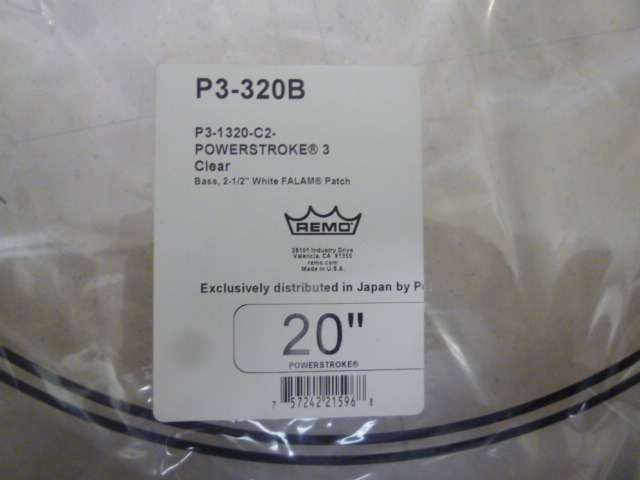 P3-320B
P3-1320-C2-
POWERSTROKE® 3
Clear
Bass, 2-1/2" White FALAM® Patch
REMO
28101 Industry Drive
Valencia, CA 91355
remo.com
Made in U.S.A.
Exclusively distributed in Japan by
20"
POWERSTROKE®
7 57242 21596 8